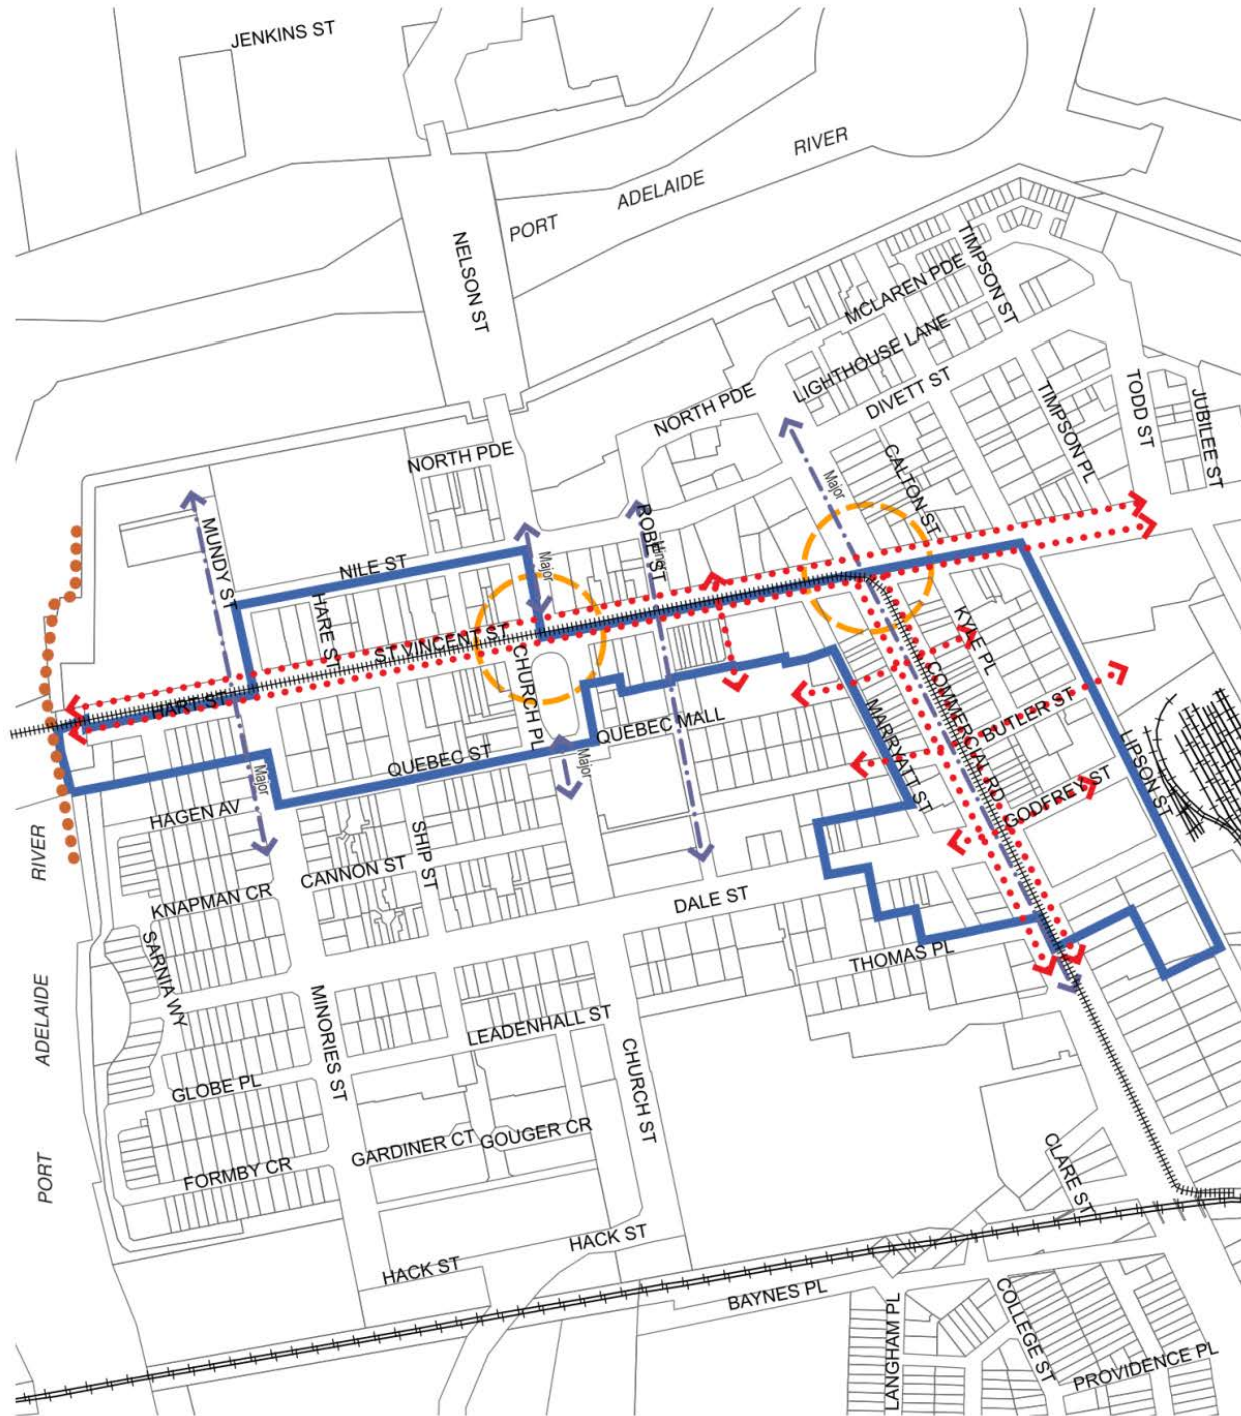 JENKINS ST
RIVER
ADELAIDE
PORT
NELSON ST
TIMPSON ST
MCLAREN PDE
LIGHTHOUSE LANE
DIVETT ST
NORTH PDE
TIMPSON PL
TODD ST
JUBILEE ST
NORTH PDE
CALTON ST
Major
MUNDY ST
ROBE ST
NILE ST
Major
HARE ST
ST VINCENT ST
KYLE PL
HART ST
CHURCH PL
COMMERCIAL RD
MARRYATT ST
BUTLER ST
QUEBEC MALL
QUEBEC ST
Major
Major
LIPSON ST
GODFREY ST
HAGEN AV
RIVER
SHIP ST
CANNON ST
KNAPMAN CR
DALE ST
THOMAS PL
SARNIA WY
ADELAIDE
MINORIES ST
LEADENHALL ST
GLOBE PL
CHURCH ST
GARDINER CT
GOUGER CR
FORMBY CR
PORT
CLARE ST
HACK ST
HACK ST
BAYNES PL
LANGHAM PL
COLLEGE ST
PROVIDENCE PL